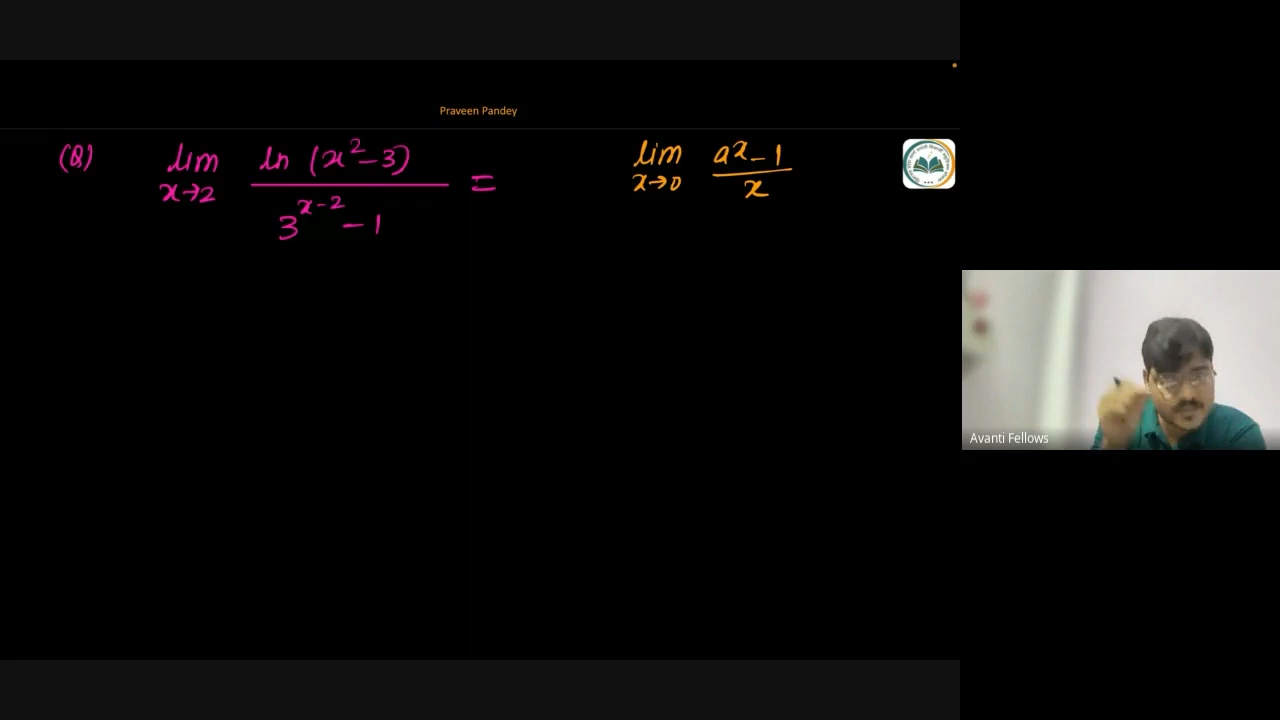 Praveen Pandey
(Q) lim x→2 ln (x²-3) / 3^(x-2) - 1 =
lim x→0 a^x - 1 / x
Avanti Fellows